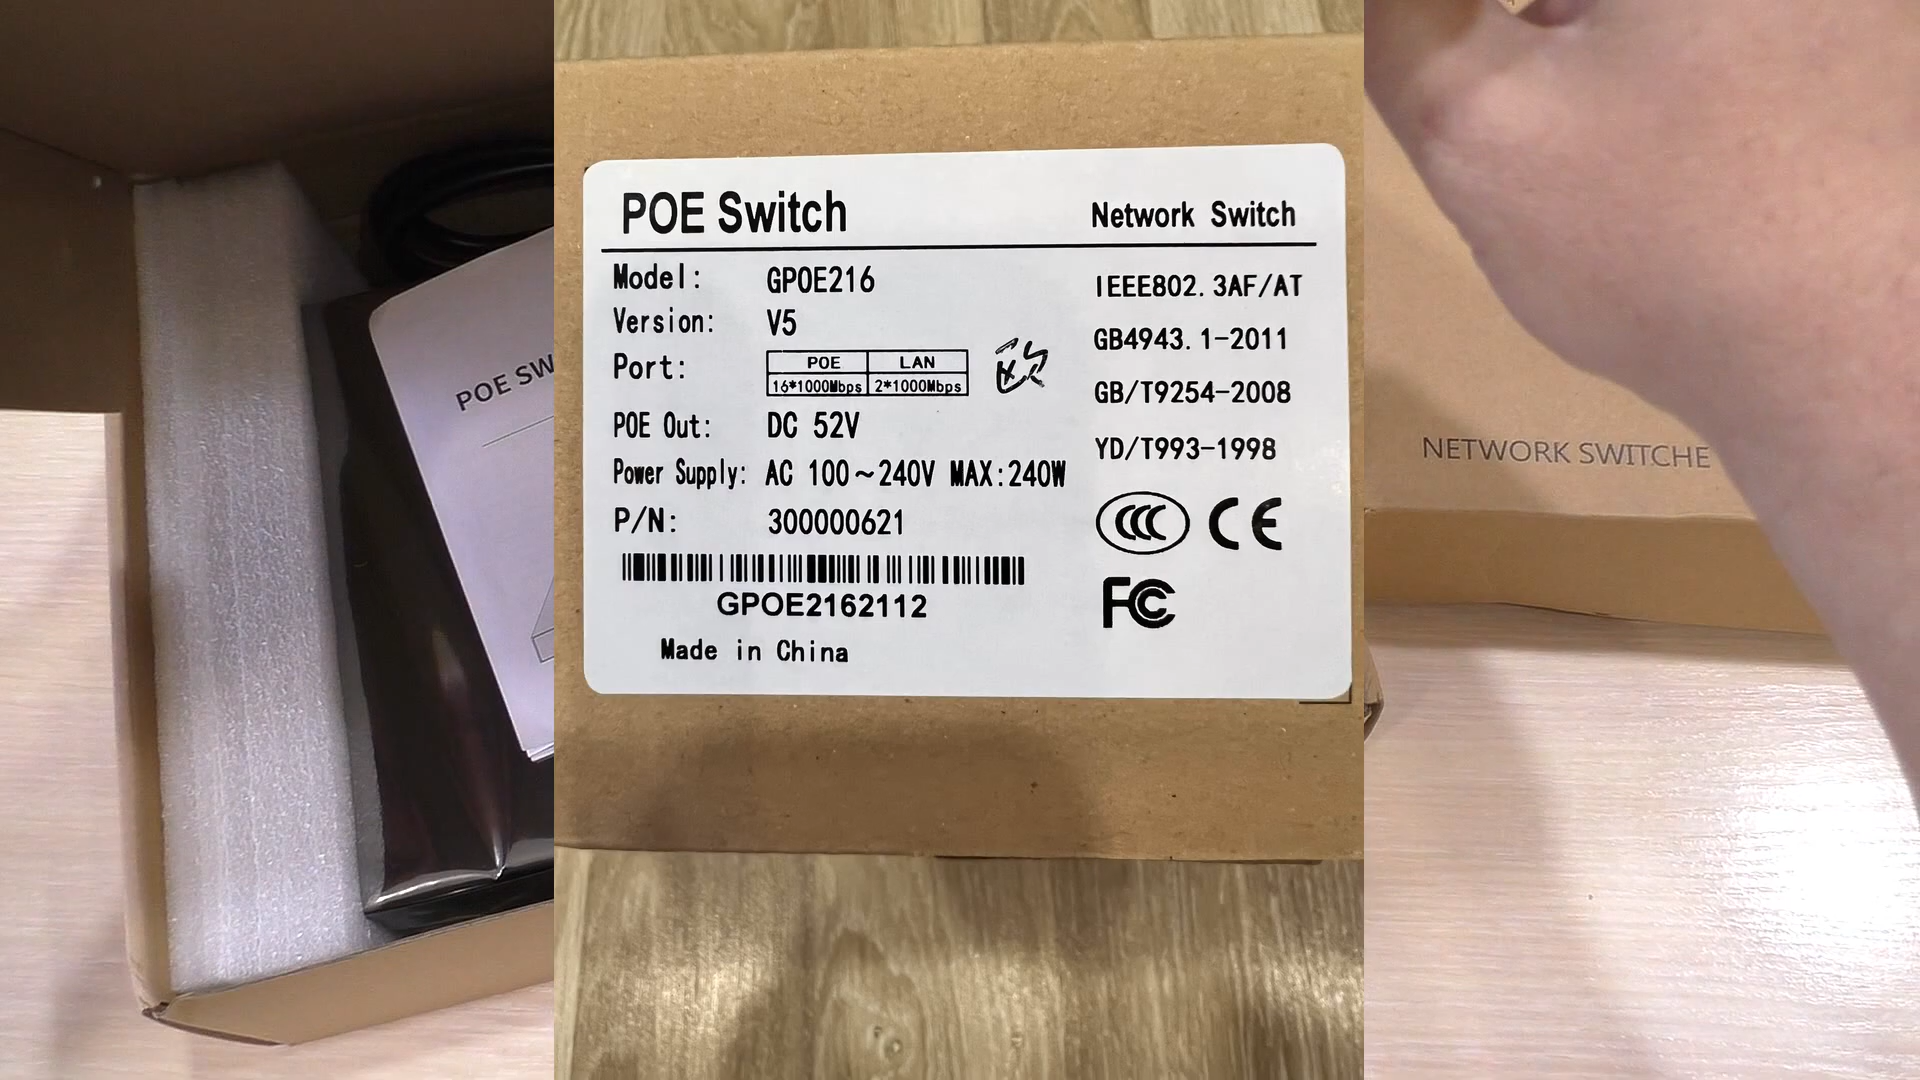 POE SW
POE Switch
Network Switch
Model: GPOE216
Version: V5
Port:
POE LAN
16*1000Mbps 2*1000Mbps
欧
POE Out: DC 52V
Power Supply: AC 100~240V MAX:240W
P/N: 300000621
GPOE2162112
Made in China
IEEE802.3AF/AT
GB4943.1-2011
GB/T9254-2008
YD/T993-1998
CCC CE
FC
NETWORK SWITCHE